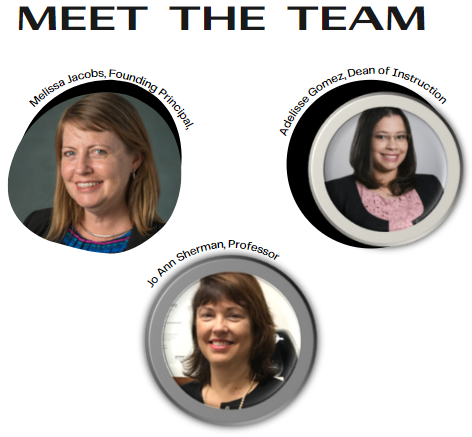 MEET THE TEAM
Melissa Jacobs, Founding Principal,
Adelisse Gomez, Dean of Instruction
Jo Ann Sherman, Professor